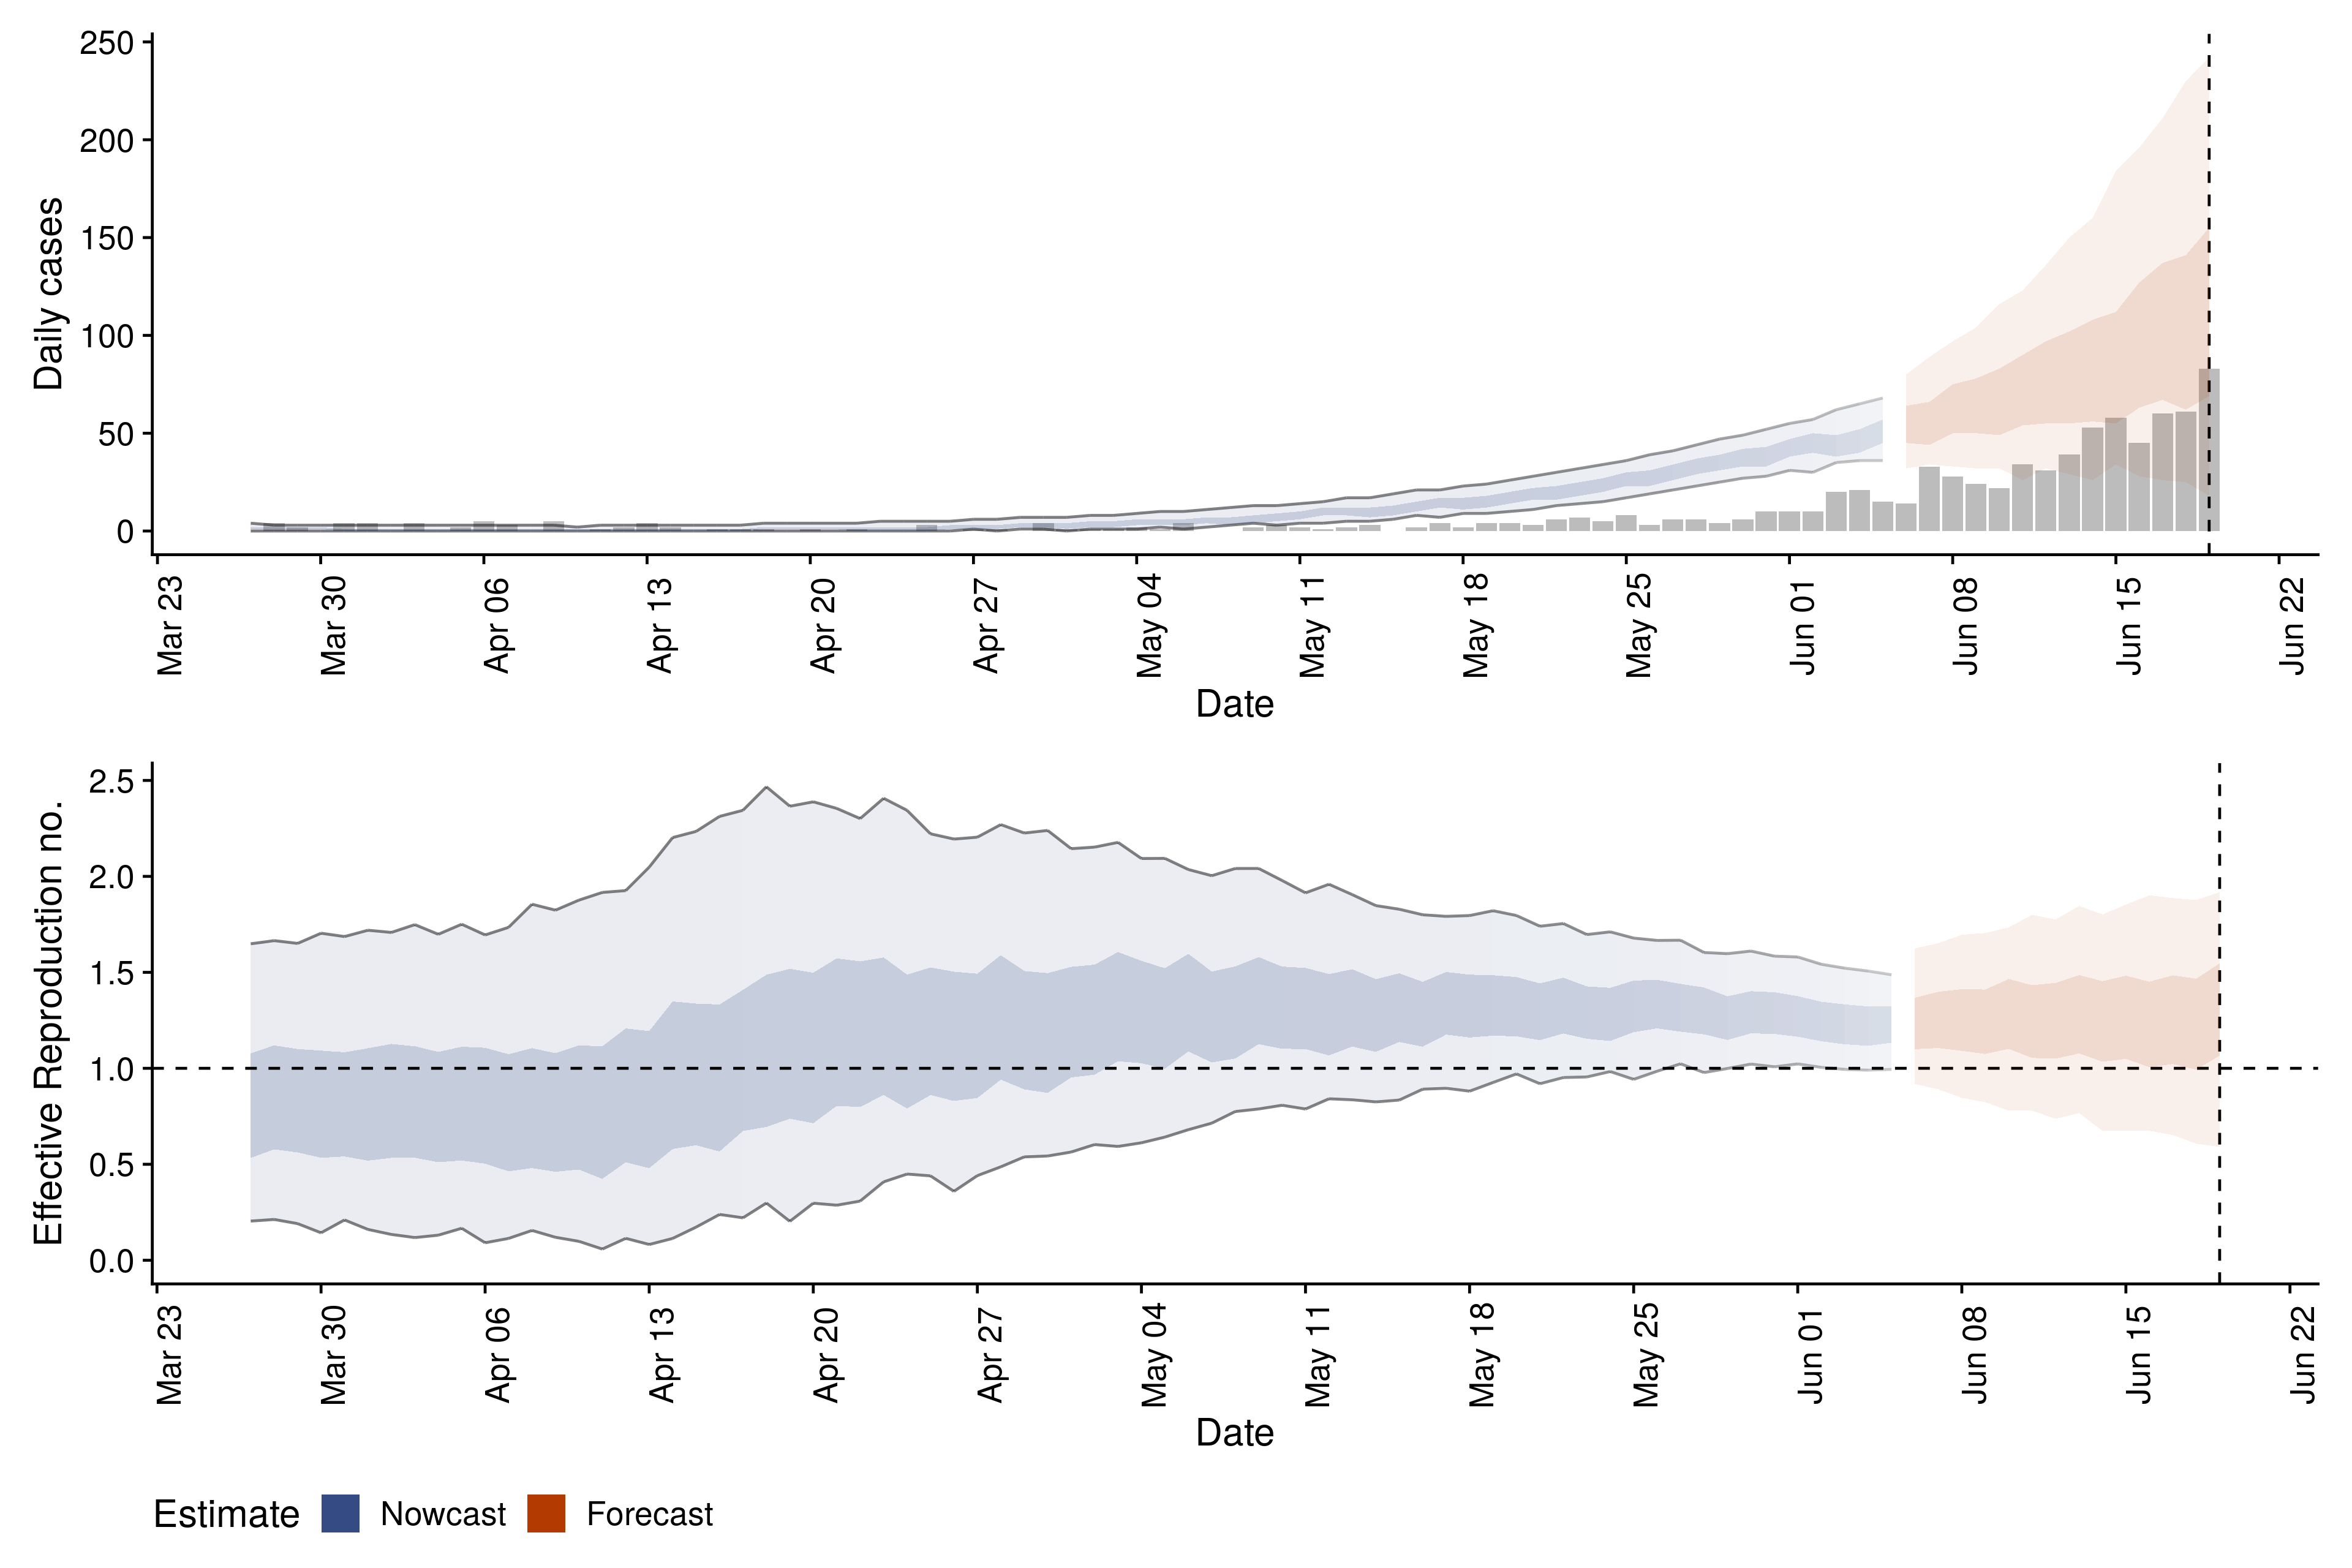 250
200
150
100
50
0
Daily cases
Mar 23 Mar 30 Apr 06 Apr 13 Apr 20 Apr 27 May 04 May 11 May 18 May 25 Jun 01 Jun 08 Jun 15 Jun 22
Date
2.5
2.0
1.5
1.0
0.5
0.0
Effective Reproduction no.
Mar 23 Mar 30 Apr 06 Apr 13 Apr 20 Apr 27 May 04 May 11 May 18 May 25 Jun 01 Jun 08 Jun 15 Jun 22
Date
Estimate Nowcast Forecast